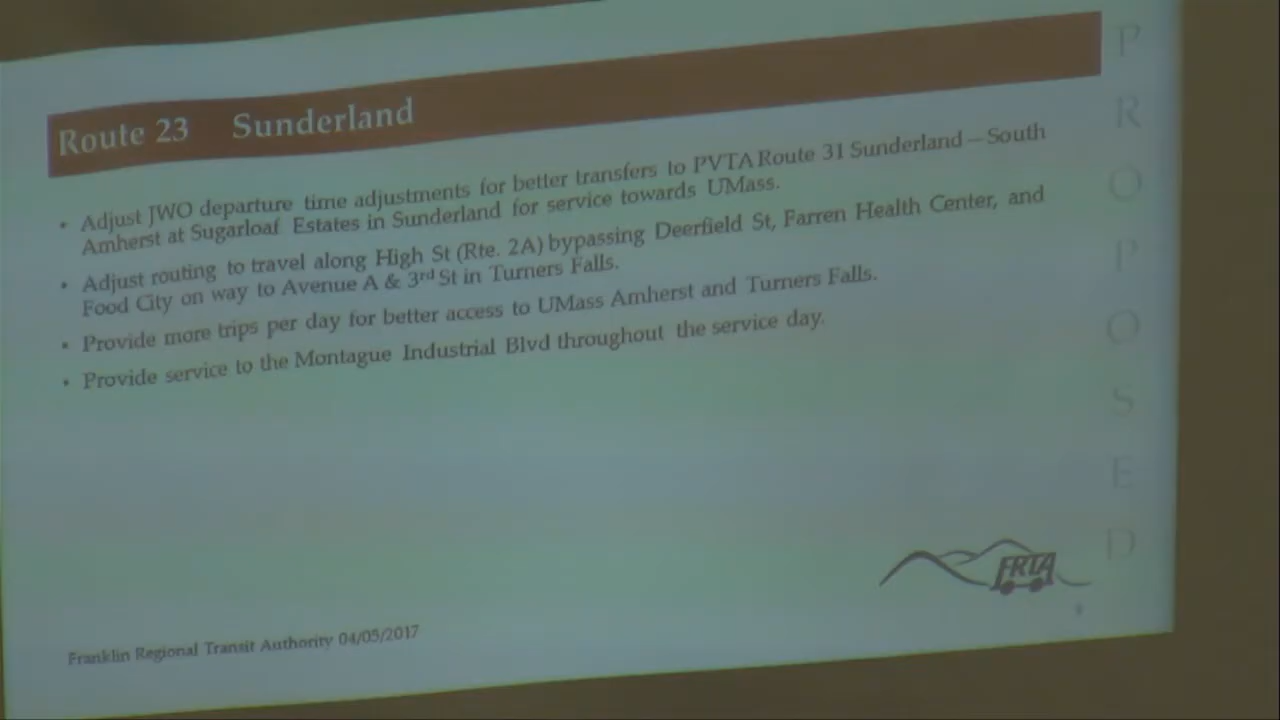 Route 23 Sunderland
• Adjust JWO departure time adjustments for better transfers to PVTA Route 31 Sunderland – South
Amherst at Sugarloaf Estates in Sunderland for service towards UMass.
• Adjust routing to travel along High St (Rte. 2A) bypassing Deerfield St, Farren Health Center, and
Food City on way to Avenue A & 3rd St in Turners Falls.
• Provide more trips per day for better access to UMass Amherst and Turners Falls.
• Provide service to the Montague Industrial Blvd throughout the service day.
PROPOSED
FRTA
Franklin Regional Transit Authority 04/05/2017